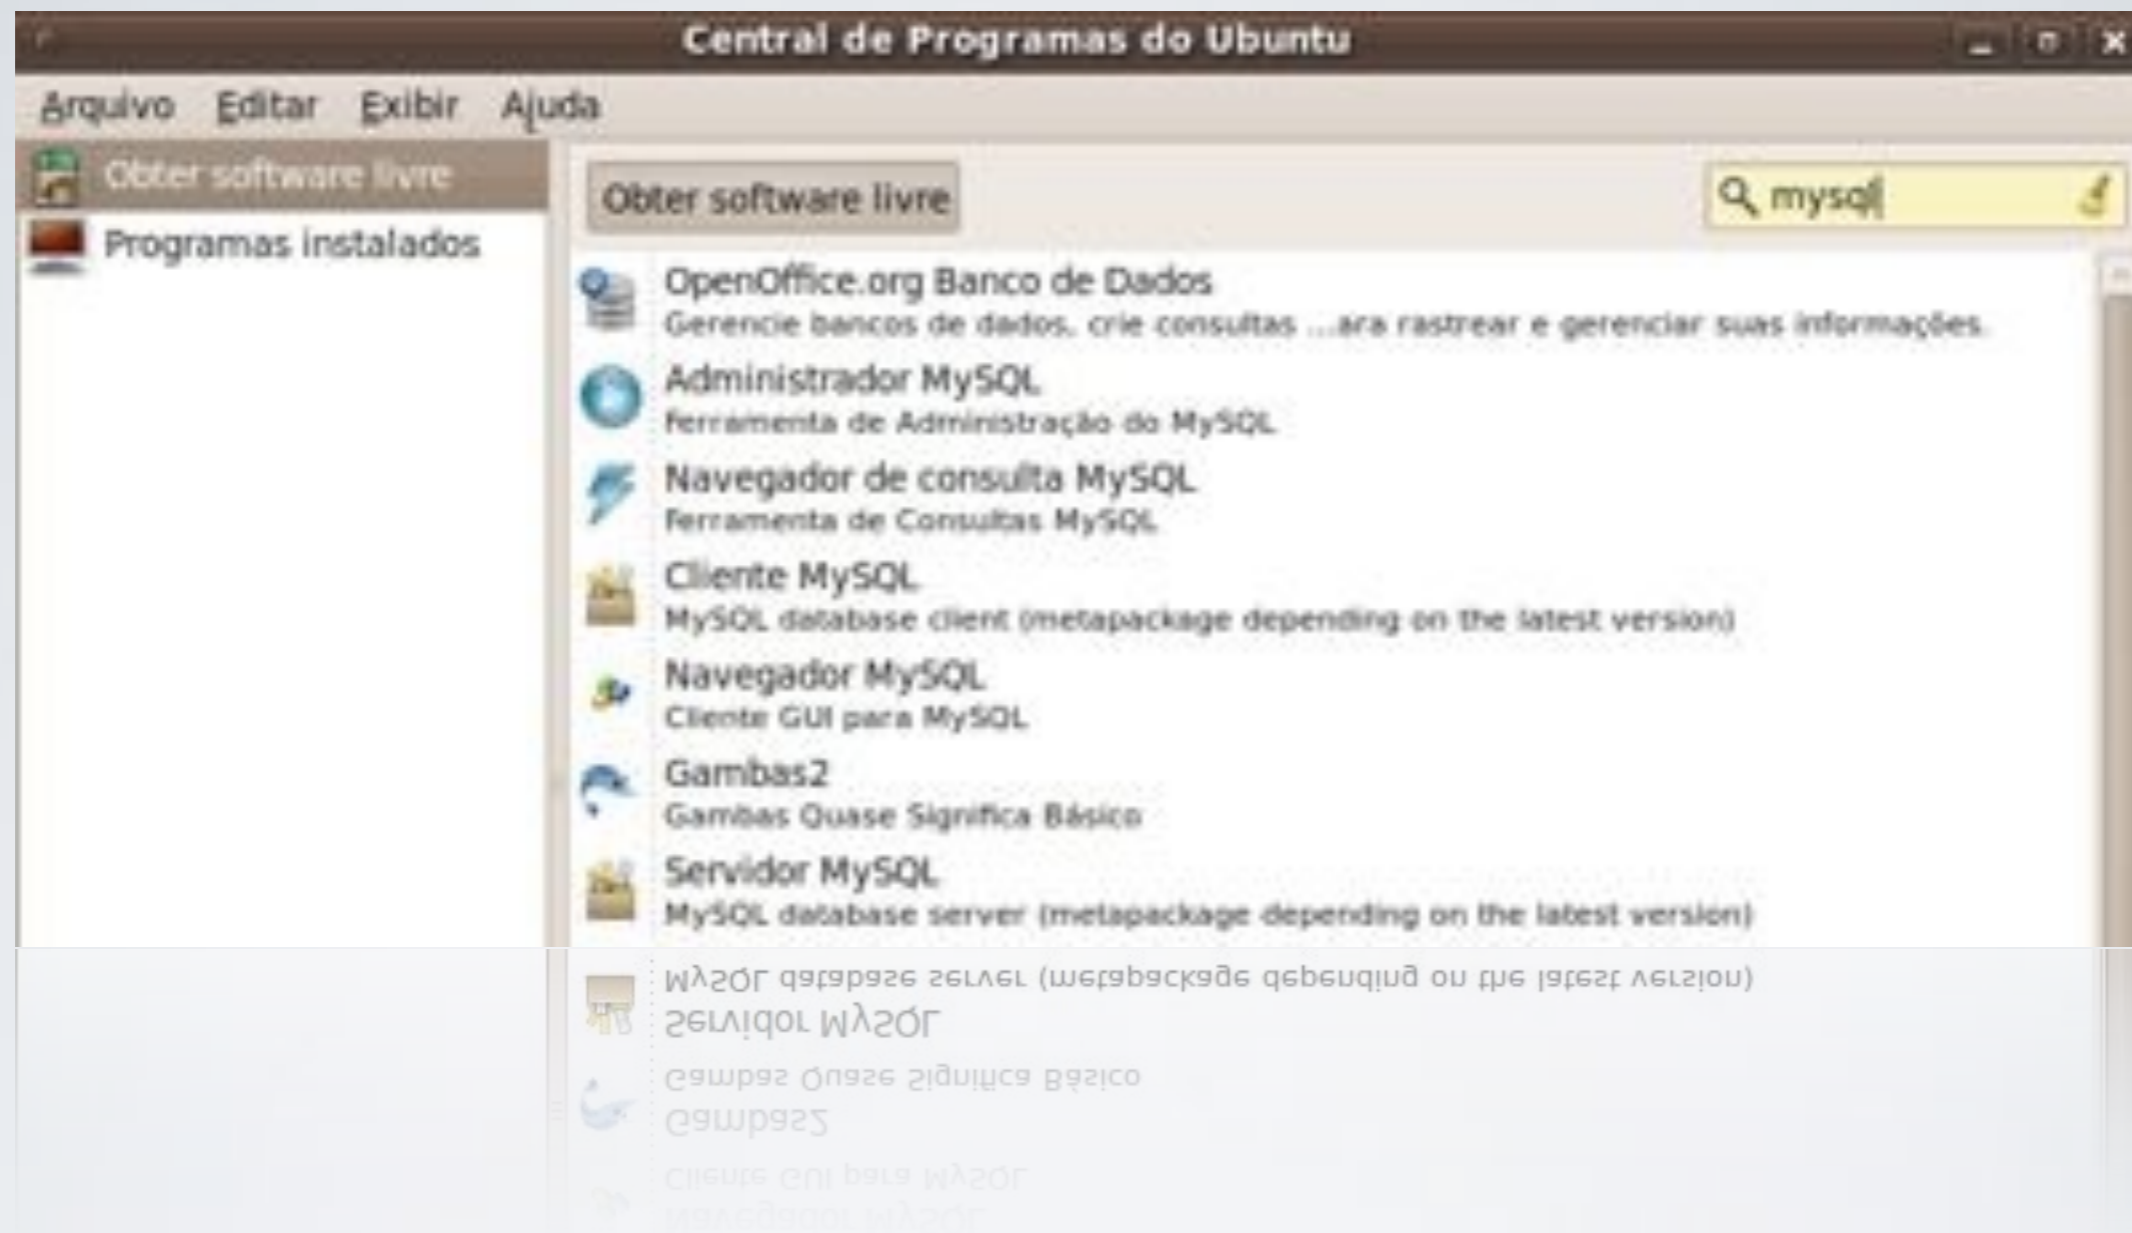 Central de Programas do Ubuntu
Arquivo Editar Exibir Ajuda
Obter software livre
Programas instalados
Obter software livre
mysql
OpenOffice.org Banco de Dados
Gerencie bancos de dados, crie consultas ...ara rastrear e gerenciar suas informações.
Administrador MySQL
Ferramenta de Administração do MySQL
Navegador de consulta MySQL
Ferramenta de Consultas MySQL
Cliente MySQL
MySQL database client (metapackage depending on the latest version)
Navegador MySQL
Cliente GUI para MySQL
Gambas2
Gambas Quase Significa Básico
Servidor MySQL
MySQL database server (metapackage depending on the latest version)